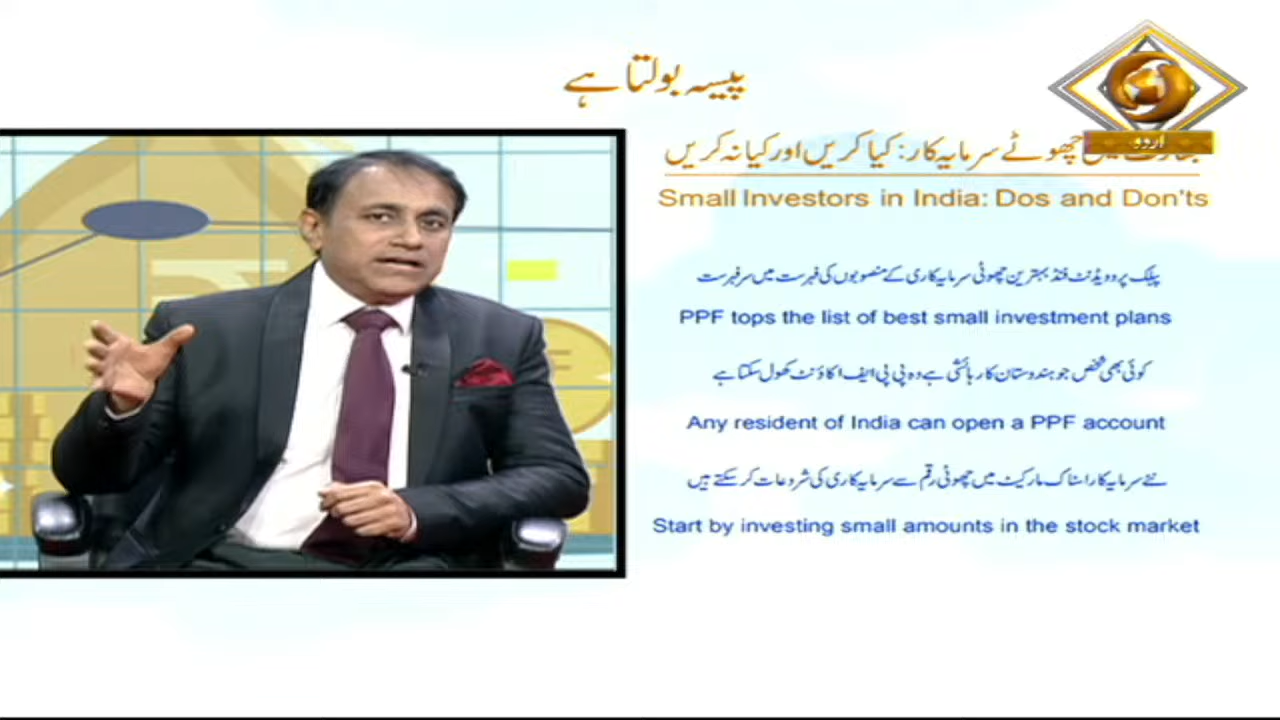 پیسہ بولتا ہے
اردو
میں چھوٹے سرمایہ کار: کیا کریں اور کیا نہ کریں
Small Investors in India: Dos and Don'ts
پبلک پروویڈنٹ فنڈ بہترین چھوٹی سرمایہ کاری کے منصوبوں کی فہرست میں سرفہرست
PPF tops the list of best small investment plans
کوئی بھی شخص جو ہندوستان کا رہائشی ہے وہ پی پی ایف اکاؤنٹ کھول سکتا ہے
Any resident of India can open a PPF account
نئے سرمایہ کار اسٹاک مارکیٹ میں چھوٹی رقم سے سرمایہ کاری کی شروعات کر سکتے ہیں
Start by investing small amounts in the stock market